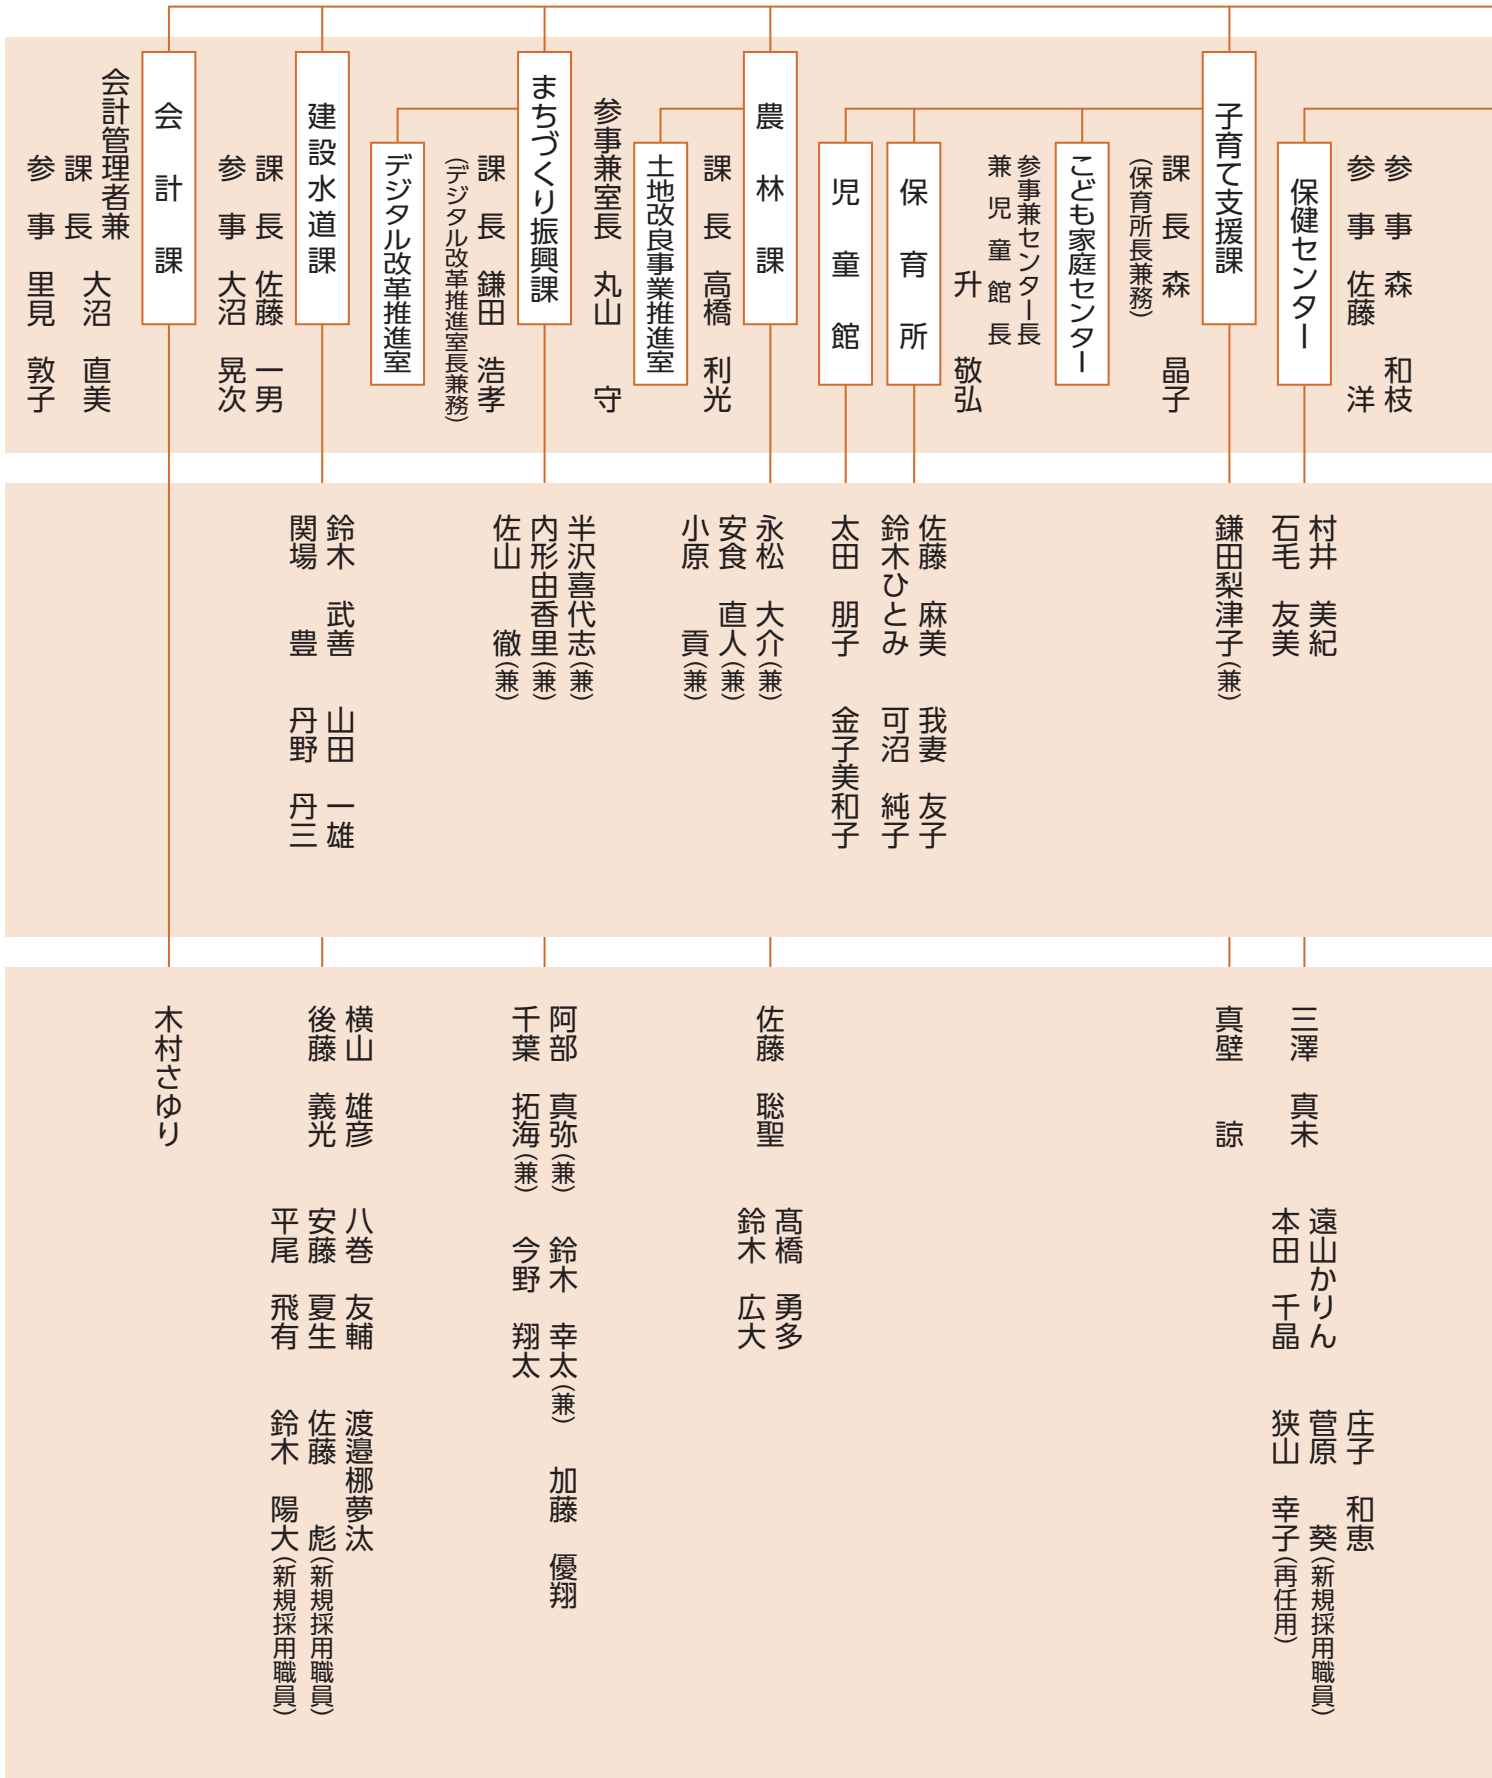 参事 森 和枝
参事 佐藤 洋
保健センター
子育て支援課
課長 森 晶子
(保育所長兼務)
こども家庭センター
参事兼センター長
兼児童館長
升 敬弘
保育所
児童館
農林課
課長 高橋 利光
土地改良事業推進室
参事兼室長 丸山 守
まちづくり振興課
課長 鎌田 浩孝
(デジタル改革推進室長兼務)
デジタル改革推進室
建設水道課
課長 佐藤 一男
参事 大沼 晃次
会計課
会計管理者兼
課長
大沼 直美
参事 里見 敦子
村井 美紀
石毛 友美
鎌田梨津子(兼)
佐藤 麻美 我妻 友子
鈴木ひとみ 可沼 純子
太田 朋子 金子美和子
永松 大介(兼)
安食 直人(兼)
小原 貢(兼)
半沢喜代志(兼)
内形由香里(兼)
佐山 徹(兼)
鈴木 武善 山田 一雄
関場 豊 丹野 丹三
庄子 和恵
遠山かりん 菅原 葵(新規採用職員)
三澤 真未
本田 千晶 狭山 幸子(再任用)
真壁 諒
髙橋 勇多
佐藤 聡聖
鈴木 広大
阿部 真弥(兼) 鈴木 幸太(兼) 加藤 優翔
千葉 拓海(兼) 今野 翔太
横山 雄彦 八巻 友輔 渡邉梛夢汰
後藤 義光 安藤 夏生 佐藤 彪(新規採用職員)
平尾 飛有 鈴木 陽大(新規採用職員)
木村さゆり